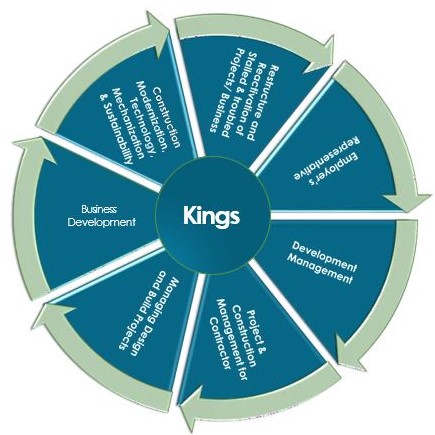 Kings
Restructure and
Reactivation of
Stalled & troubled
Projects/ Business
Employer's
Representative
Development
Management
Project &
Construction
Management for
Contractor
Managing Design
and Build Projects
Business
Development
Construction
Modernization,
Technology,
Mechanization
& Sustainability